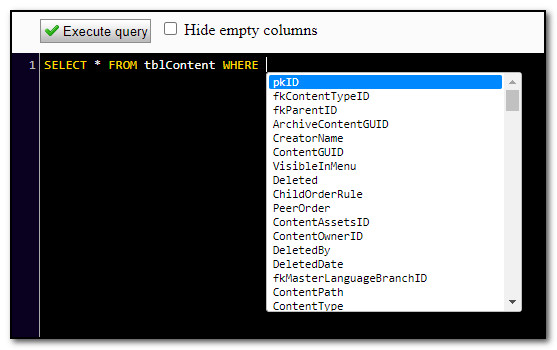 Execute query Hide empty columns
1 SELECT * FROM tblContent WHERE
pkID
fkContentTypeID
fkParentID
ArchiveContentGUID
CreatorName
ContentGUID
VisibleInMenu
Deleted
ChildOrderRule
PeerOrder
ContentAssetsID
ContentOwnerID
DeletedBy
DeletedDate
fkMasterLanguageBranchID
ContentPath
ContentType